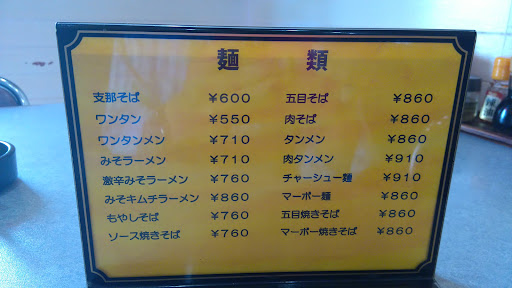 麺類
支那そば ¥600
ワンタン ¥550
ワンタンメン ¥710
みそラーメン ¥710
激辛みそラーメン ¥760
みそキムチラーメン ¥860
もやしそば ¥760
ソース焼きそば ¥760
五目そば ¥860
肉そば ¥860
タンメン ¥860
肉タンメン ¥910
チャーシュー麺 ¥910
マーボー麺 ¥860
五目焼きそば ¥860
マーボー焼きそば ¥860